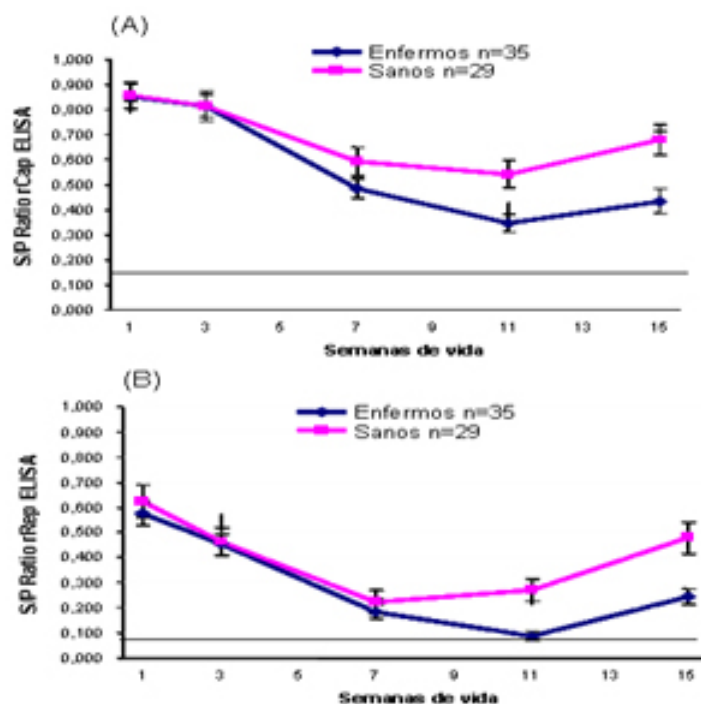 (A)
Enfermos n=35
Sanos n=29
S/P Ratio rCap ELISA
1,000
0,900
0,800
0,700
0,600
0,500
0,400
0,300
0,200
0,100
0,000
1 3 5 7 9 11 13 15
Semanas de vida
(B)
Enfermos n=35
Sanos n=29
S/P Ratio rRep ELISA
1,000
0,900
0,800
0,700
0,600
0,500
0,400
0,300
0,200
0,100
0,000
1 3 5 7 9 11 13 15
Semanas de vida